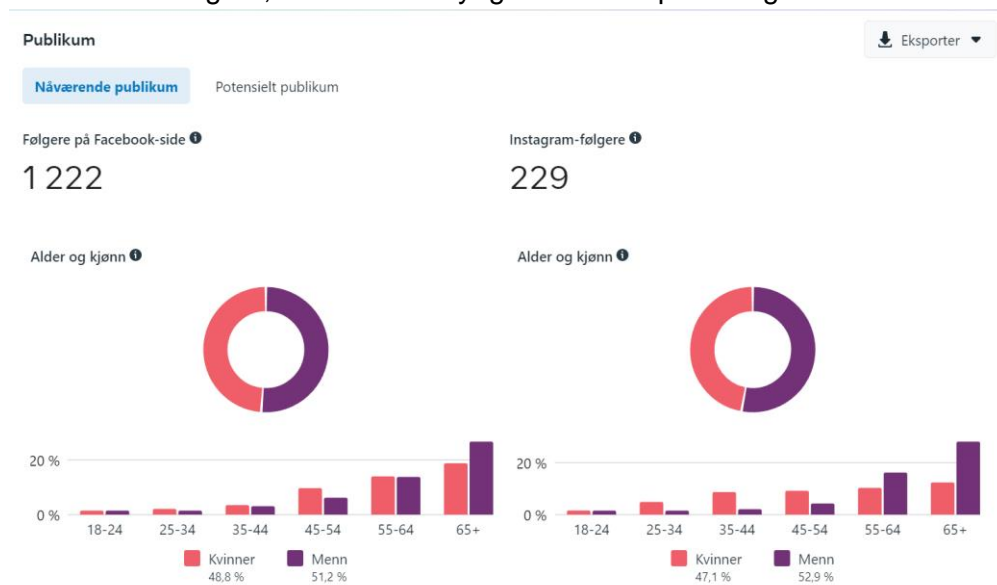 Publikum
Eksporter
Nåværende publikum Potensielt publikum
Følgere på Facebook-side
1 222
Instagram-følgere
229
Alder og kjønn
20 %
0 %
18-24 25-34 35-44 45-54 55-64 65+
Kvinner Menn
48,8 % 51,2 %
Alder og kjønn
20 %
0 %
18-24 25-34 35-44 45-54 55-64 65+
Kvinner Menn
47,1 % 52,9 %